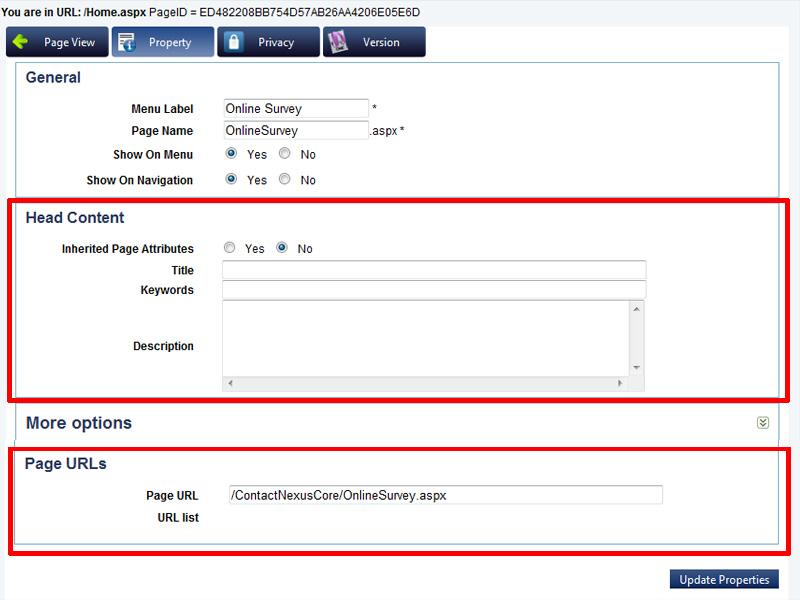 You are in URL: /Home.aspx PageID = ED482208BB754D57AB26AA4206E05E6D
Page View Property Privacy Version
General
Menu Label Online Survey *
Page Name OnlineSurvey .aspx *
Show On Menu Yes No
Show On Navigation Yes No
Head Content
Inherited Page Attributes Yes No
Title
Keywords
Description
More options
Page URLs
Page URL /ContactNexusCore/OnlineSurvey.aspx
URL list
Update Properties